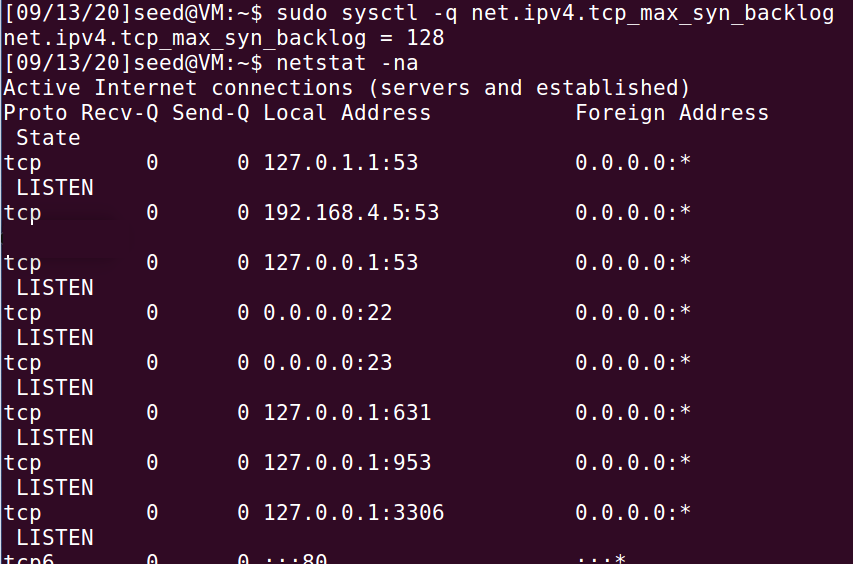 [09/13/20]seed@VM:~$ sudo sysctl -q net.ipv4.tcp_max_syn_backlog
net.ipv4.tcp_max_syn_backlog = 128
[09/13/20]seed@VM:~$ netstat -na
Active Internet connections (servers and established)
Proto Recv-Q Send-Q Local Address           Foreign Address
 State
tcp        0      0 127.0.1.1:53            0.0.0.0:*
 LISTEN
tcp        0      0 192.168.4.5:53          0.0.0.0:*
tcp        0      0 127.0.0.1:53            0.0.0.0:*
 LISTEN
tcp        0      0 0.0.0.0:22              0.0.0.0:*
 LISTEN
tcp        0      0 0.0.0.0:23              0.0.0.0:*
 LISTEN
tcp        0      0 127.0.0.1:631           0.0.0.0:*
 LISTEN
tcp        0      0 127.0.0.1:953           0.0.0.0:*
 LISTEN
tcp        0      0 127.0.0.1:3306          0.0.0.0:*
 LISTEN
tcp6       0      0 :::80                   :::*